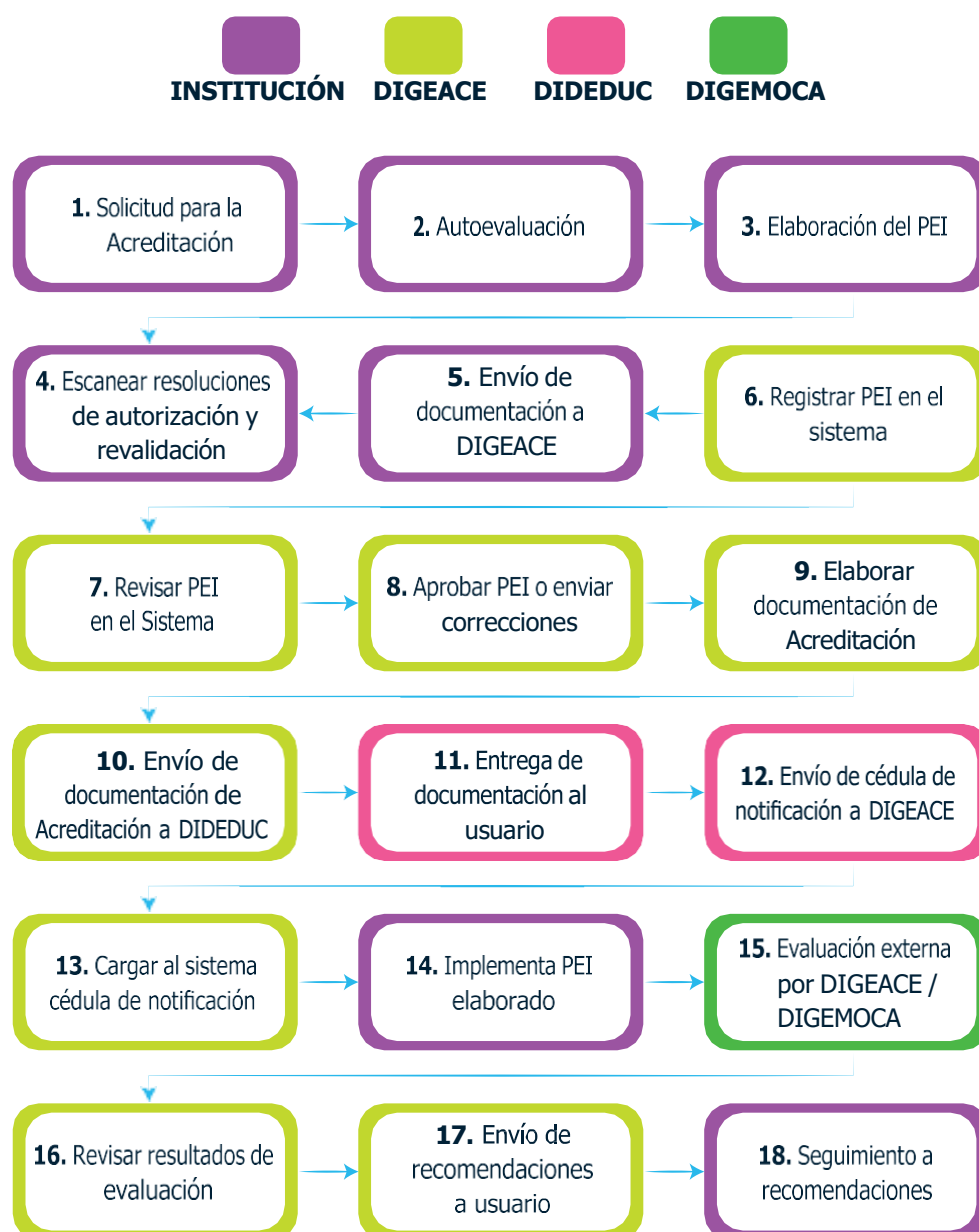 INSTITUCIÓN DIGEACE DIDEDUC DIGEMOCA
1. Solicitud para la
Acreditación
2. Autoevaluación
3. Elaboración del PEI
4. Escanear resoluciones
de autorización y
revalidación
5. Envío de
documentación a
DIGEACE
6. Registrar PEI en el
sistema
7. Revisar PEI
en el Sistema
8. Aprobar PEI o enviar
correcciones
9. Elaborar
documentación de
Acreditación
10. Envío de
documentación de
Acreditación a DIDEDUC
11. Entrega de
documentación al
usuario
12. Envío de cédula de
notificación a DIGEACE
13. Cargar al sistema
cédula de notificación
14. Implementa PEI
elaborado
15. Evaluación externa
por DIGEACE /
DIGEMOCA
16. Revisar resultados de
evaluación
17. Envío de
recomendaciones
a usuario
18. Seguimiento a
recomendaciones